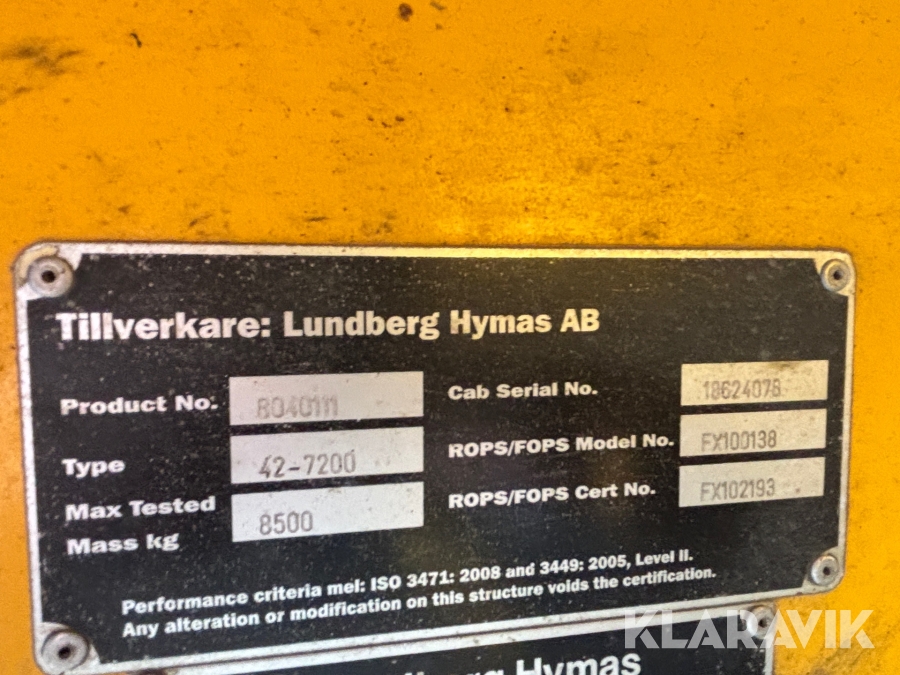 Tillverkare: Lundberg Hymas AB
Product No. 8040111
Cab Serial No. 18624078
Type 42-7200
ROPS/FOPS Model No. FX100138
Max Tested
Mass kg 8500
ROPS/FOPS Cert No. FX102193
Performance criteria mel: ISO 3471: 2008 and 3449: 2005, Level II.
Any alteration or modification on this structure voids the certification.
KLARAVIK
Hymas